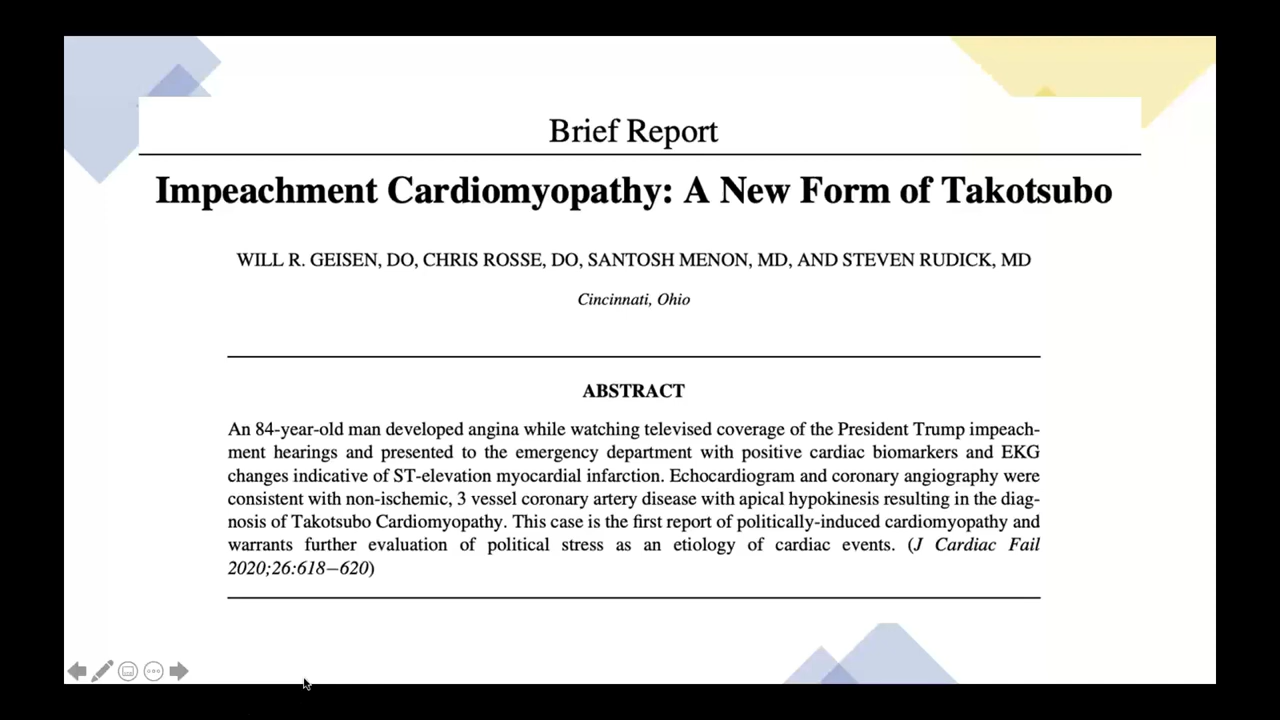 Brief Report
Impeachment Cardiomyopathy: A New Form of Takotsubo
WILL R. GEISEN, DO, CHRIS ROSSE, DO, SANTOSH MENON, MD, AND STEVEN RUDICK, MD
Cincinnati, Ohio
ABSTRACT
An 84-year-old man developed angina while watching televised coverage of the President Trump impeach-
ment hearings and presented to the emergency department with positive cardiac biomarkers and EKG
changes indicative of ST-elevation myocardial infarction. Echocardiogram and coronary angiography were
consistent with non-ischemic, 3 vessel coronary artery disease with apical hypokinesis resulting in the diag-
nosis of Takotsubo Cardiomyopathy. This case is the first report of politically-induced cardiomyopathy and
warrants further evaluation of political stress as an etiology of cardiac events. (J Cardiac Fail
2020;26:618−620)